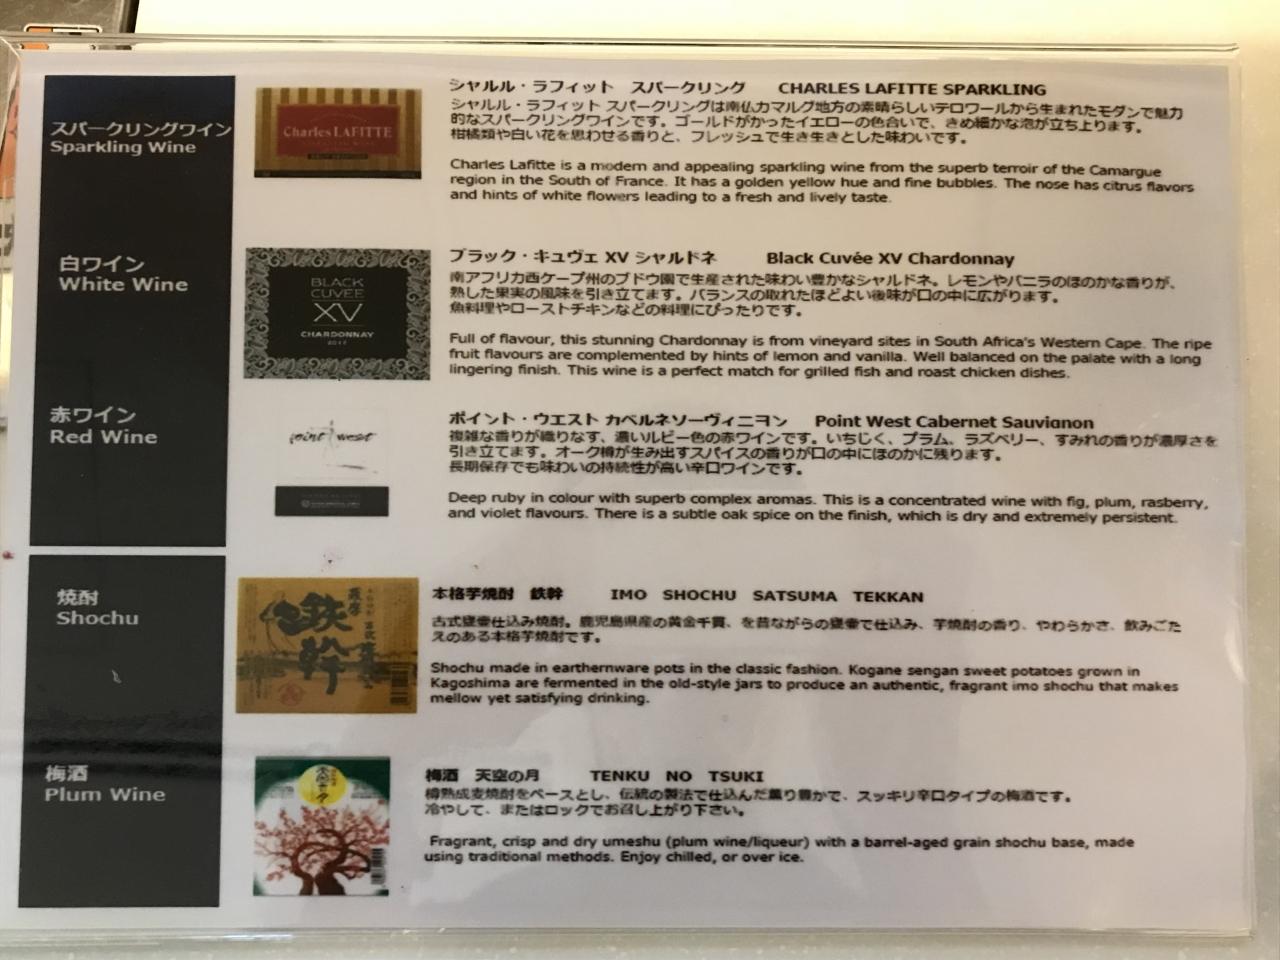 スパークリングワイン
Sparkling Wine
Charles LAFITTE
シャルル・ラフィット スパークリング CHARLES LAFITTE SPARKLING
シャルル・ラフィット スパークリングは南仏カマルグ地方の素晴らしいテロワールから生まれたモダンで魅力
的なスパークリングワインです。ゴールドがかったイエローの色合いで、きめ細かな泡が立ち上ります。
柑橘類や白い花を思わせる香りと、フレッシュで生き生きとした味わいです。
Charles Lafitte is a modern and appealing sparkling wine from the superb terroir of the Camargue
region in the South of France. It has a golden yellow hue and fine bubbles. The nose has citrus flavors
and hints of white flowers leading to a fresh and lively taste.
白ワイン
White Wine
BLACK
CUVEE
XV
CHARDONNAY
2017
ブラック・キュヴェ XV シャルドネ Black Cuvée XV Chardonnay
南アフリカ西ケープ州のブドウ園で生産された味わい豊かなシャルドネ。レモンやバニラのほのかな香りが、
熟した果実の風味を引き立てます。バランスの取れたほどよい後味が口の中に広がります。
魚料理やローストチキンなどの料理にぴったりです。
Full of flavour, this stunning Chardonnay is from vineyard sites in South Africa's Western Cape. The ripe
fruit flavours are complemented by hints of lemon and vanilla. Well balanced on the palate with a long
lingering finish. This wine is a perfect match for grilled fish and roast chicken dishes.
赤ワイン
Red Wine
point west
ポイント・ウエスト カベルネソーヴィニヨン Point West Cabernet Sauvignon
複雑な香りが織りなす、濃いルビー色の赤ワインです。いちじく、プラム、ラズベリー、すみれの香りが濃厚さを
引き立てます。オーク樽が生み出すスパイスの香りが口の中にほのかに残ります。
長期保存でも味わいの持続性が高い辛口ワインです。
Deep ruby in colour with superb complex aromas. This is a concentrated wine with fig, plum, rasberry,
and violet flavours. There is a subtle oak spice on the finish, which is dry and extremely persistent.
焼酎
Shochu
薩摩
鉄幹
本格芋焼酎 鉄幹 IMO SHOCHU SATSUMA TEKKAN
古式甕壷仕込み焼酎。鹿児島県産の黄金千貫、を昔ながらの甕壷で仕込み、芋焼酎の香り、やわらかさ、飲みごた
えのある本格芋焼酎です。
Shochu made in earthernware pots in the classic fashion. Kogane sengan sweet potatoes grown in
Kagoshima are fermented in the old-style jars to produce an authentic, fragrant imo shochu that makes
mellow yet satisfying drinking.
梅酒
Plum Wine
天空の月
梅酒 天空の月 TENKU NO TSUKI
樽熟成麦焼酎をベースとし、伝統の製法で仕込んだ薫り豊かで、スッキリ辛口タイプの梅酒です。
冷やして、またはロックでお召し上がり下さい。
Fragrant, crisp and dry umeshu (plum wine/liqueur) with a barrel-aged grain shochu base, made
using traditional methods. Enjoy chilled, or over ice.